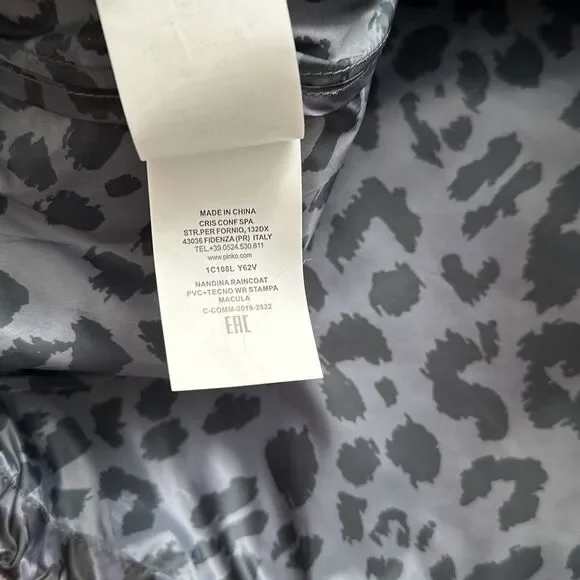 MADE IN CHINA
CRIS CONF SPA
STR.PER FORNIO, 132DX
43036 FIDENZA (PR) ITALY
TEL.+39.0524.530.811
www.pinko.com
1C108L Y62V
NANDINA RAINCOAT
PVC+TECNO WR STAMPA
MACULA
C-COMM-2019-2022
EAC